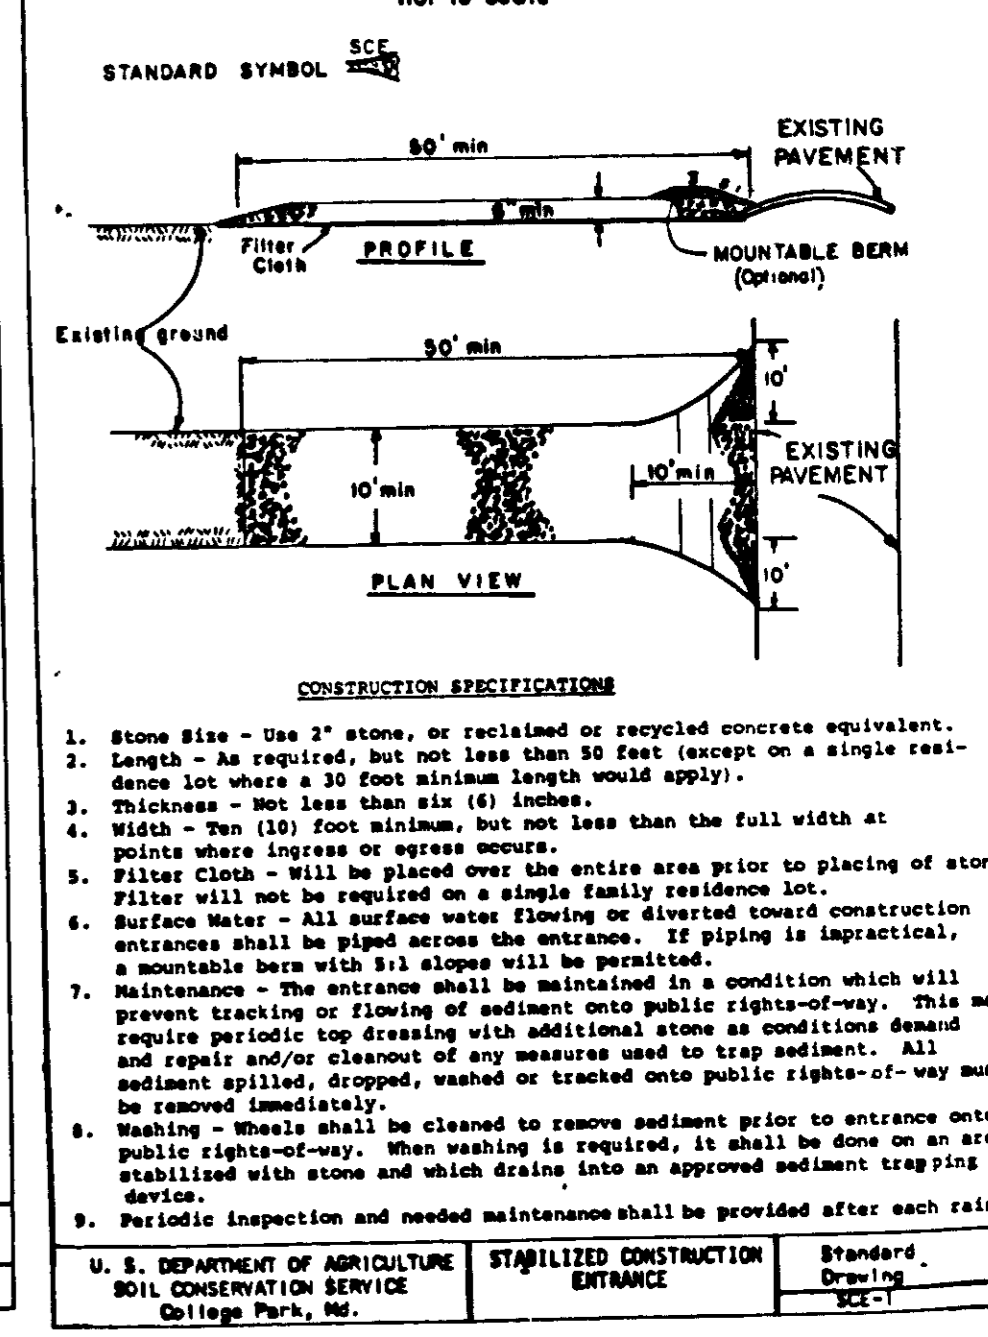 Not to Scale
STANDARD SYMBOL SCE
50' min
EXISTING
PAVEMENT
6" min
Filter
Cloth
PROFILE
MOUNTABLE BERM
(Optional)
Existing ground
50' min
10'
EXISTING
PAVEMENT
10' min
10' min
10'
PLAN VIEW
CONSTRUCTION SPECIFICATIONS
1. Stone Size - Use 2" stone, or reclaimed or recycled concrete equivalent.
2. Length - As required, but not less than 50 feet (except on a single resi-
dence lot where a 30 foot minimum length would apply).
3. Thickness - Not less than six (6) inches.
4. Width - Ten (10) foot minimum, but not less than the full width at
points where ingress or egress occurs.
5. Filter Cloth - Will be placed over the entire area prior to placing of ston
Filter will not be required on a single family residence lot.
6. Surface Water - All surface water flowing or diverted toward construction
entrances shall be piped across the entrance. If piping is impractical,
a mountable berm with 5:1 slopes will be permitted.
7. Maintenance - The entrance shall be maintained in a condition which will
prevent tracking or flowing of sediment onto public rights-of-way. This ma
require periodic top dressing with additional stone as conditions demand
and repair and/or cleanout of any measures used to trap sediment. All
sediment spilled, dropped, washed or tracked onto public rights-of-way mus
be removed immediately.
8. Washing - Wheels shall be cleaned to remove sediment prior to entrance onto
public rights-of-way. When washing is required, it shall be done on an are
stabilized with stone and which drains into an approved sediment trapping
device.
9. Periodic inspection and needed maintenance shall be provided after each rain
U. S. DEPARTMENT OF AGRICULTURE
SOIL CONSERVATION SERVICE
College Park, Md.
STABILIZED CONSTRUCTION
ENTRANCE
Standard
Drawing
SCE-1